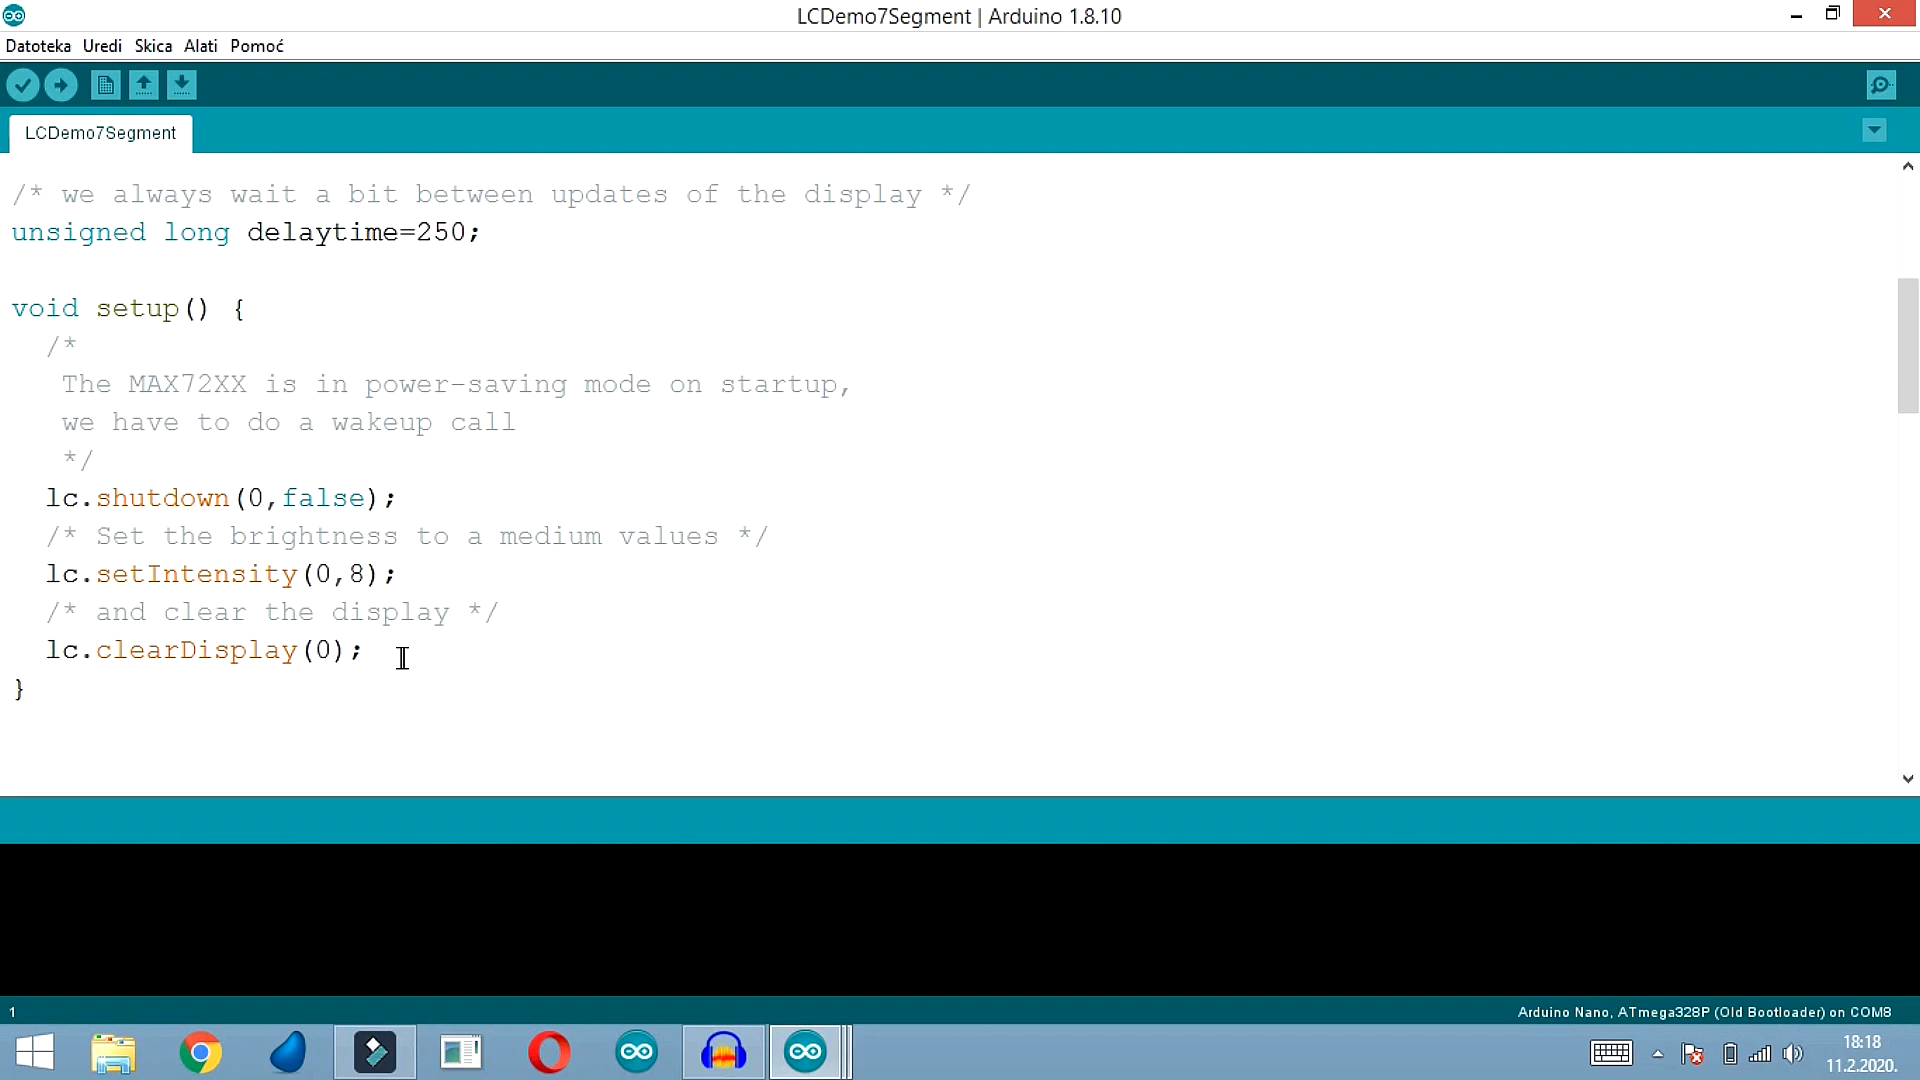 LCDemo7Segment | Arduino 1.8.10
Datoteka Uredi Skica Alati Pomoć
LCDemo7Segment
/* we always wait a bit between updates of the display */
unsigned long delaytime=250;
void setup() {
/*
The MAX72XX is in power-saving mode on startup,
we have to do a wakeup call
*/
lc.shutdown(0,false);
/* Set the brightness to a medium values */
lc.setIntensity(0,8);
/* and clear the display */
lc.clearDisplay(0);
}
1
Arduino Nano, ATmega328P (Old Bootloader) on COM8
18:18
11.2.2020.